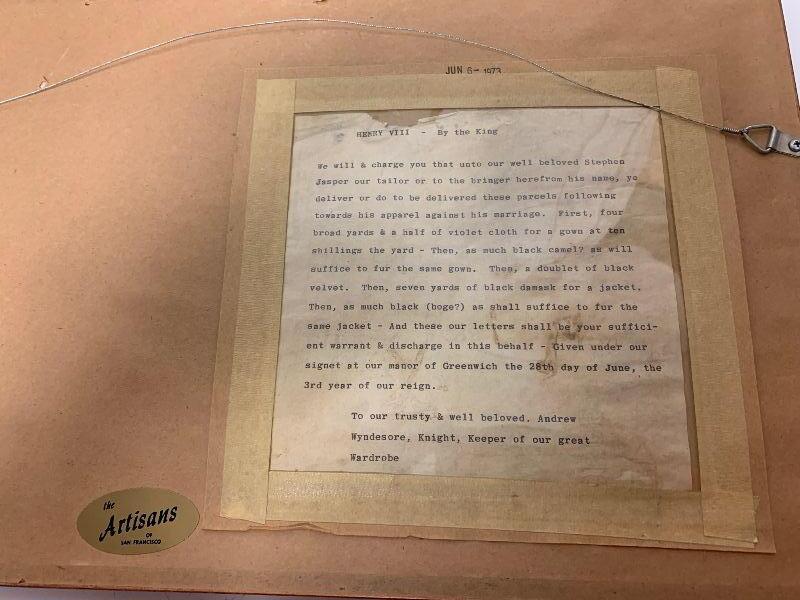 JUN 6- 1973
HENRY VIII - By the King
We will & charge you that unto our well beloved Stephen
Jasper our tailor or to the bringer herefrom his name, ye
deliver or do to be delivered these parcels following
towards his apparel against his marriage. First, four
broad yards & a half of violet cloth for a gown at ten
shillings the yard - Then, as much black camel? as will
suffice to fur the same gown. Then, a doublet of black
velvet. Then, seven yards of black damask for a jacket.
Then, as much black (boge?) as shall suffice to fur the
same jacket - And these our letters shall be your suffici-
ent warrant & discharge in this behalf - Given under our
signet at our manor of Greenwich the 28th day of June, the
3rd year of our reign.
To our trusty & well beloved. Andrew
Wyndesore, Knight, Keeper of our great
Wardrobe
the
Artisans
OF
SAN FRANCISCO